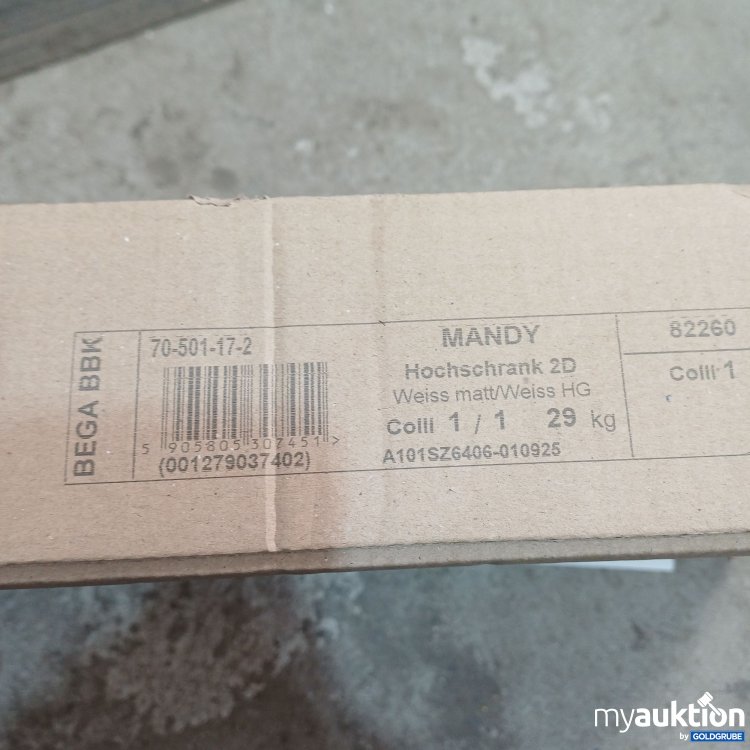 BEGA BBK
70-501-17-2
5 905805 307451 >
(001279037402)
MANDY
Hochschrank 2D
Weiss matt/Weiss HG
Colli 1 / 1 29 kg
A101SZ6406-010925
82260
Colli 1
myauktion
by GOLDGRUBE